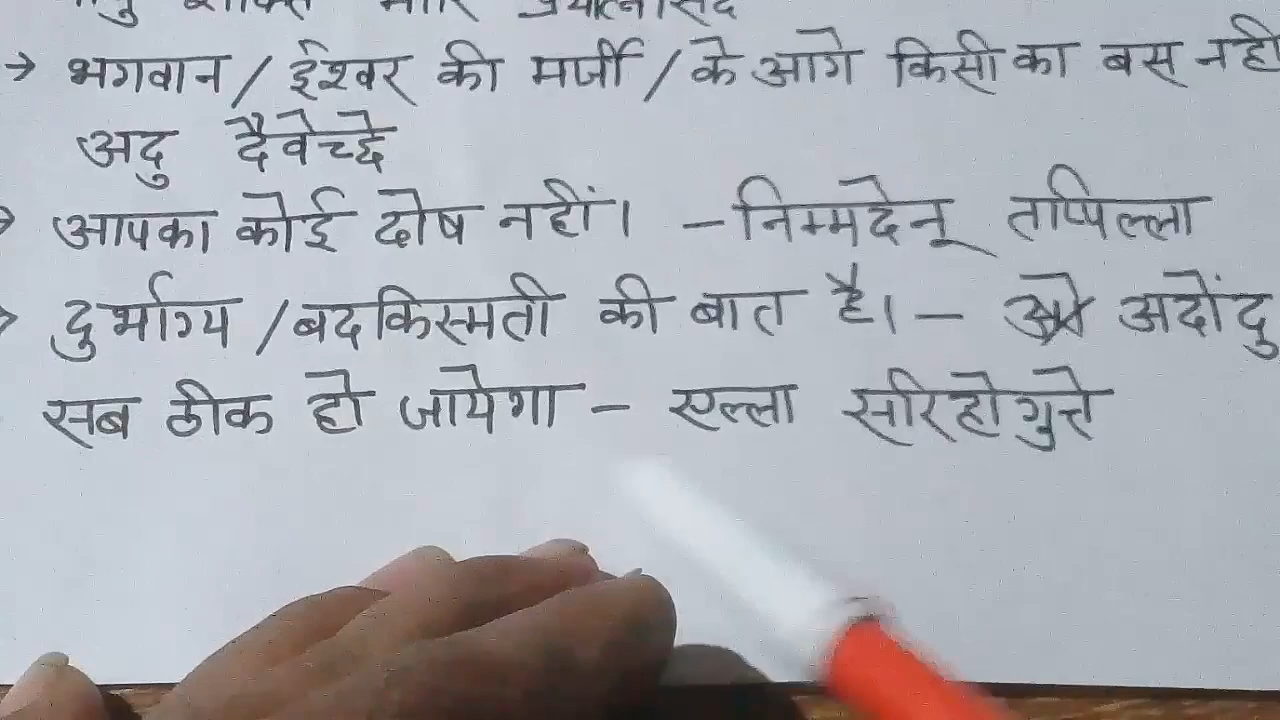 → भगवान / ईश्वर की मर्जी / के आगे किसी का बस नही
अदु दैवेच्छे
आपका कोई दोष नहीं। - निम्मदेनू तप्पिल्ला
दुर्भाग्य / बदकिस्मती की बात है। - अदोंदु
सब ठीक हो जायेगा - एल्ला सरिहोगुत्ते